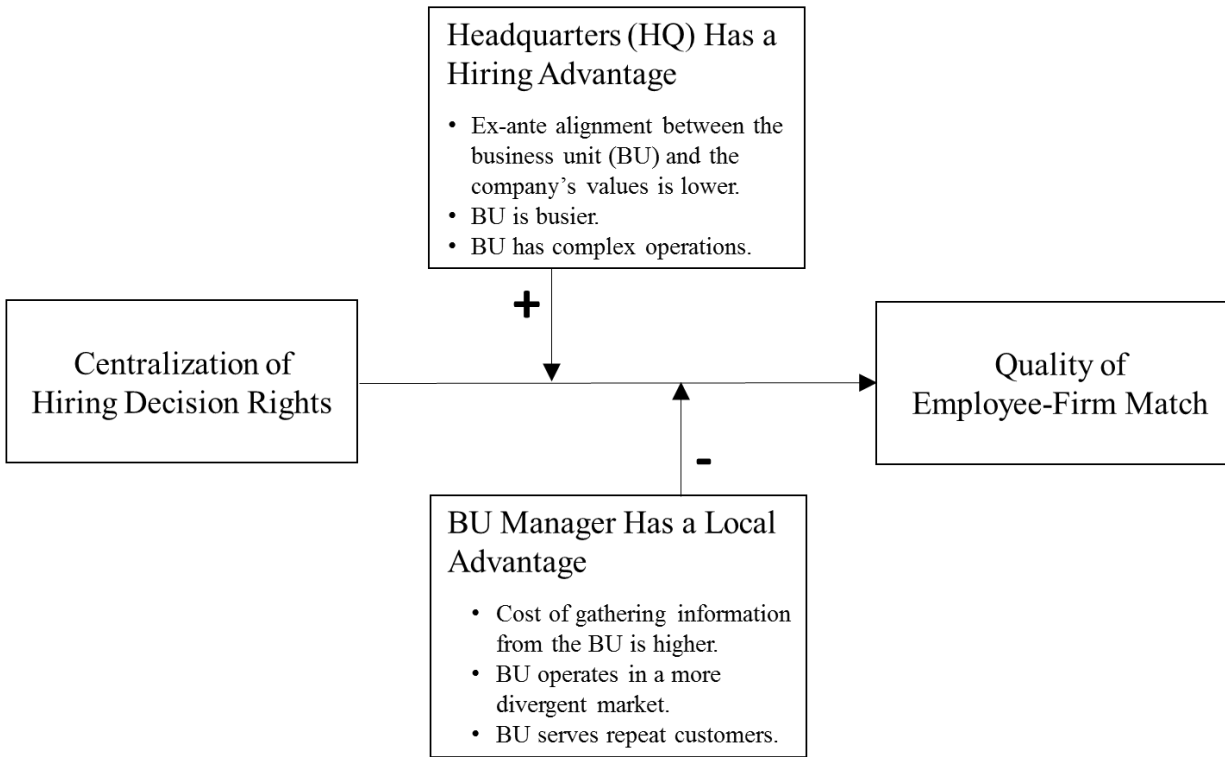 Headquarters (HQ) Has a
Hiring Advantage
• Ex-ante alignment between the
business unit (BU) and the
company's values is lower.
• BU is busier.
• BU has complex operations.
+
Centralization of
Hiring Decision Rights
Quality of
Employee-Firm Match
-
BU Manager Has a Local
Advantage
• Cost of gathering information
from the BU is higher.
• BU operates in a more
divergent market.
• BU serves repeat customers.